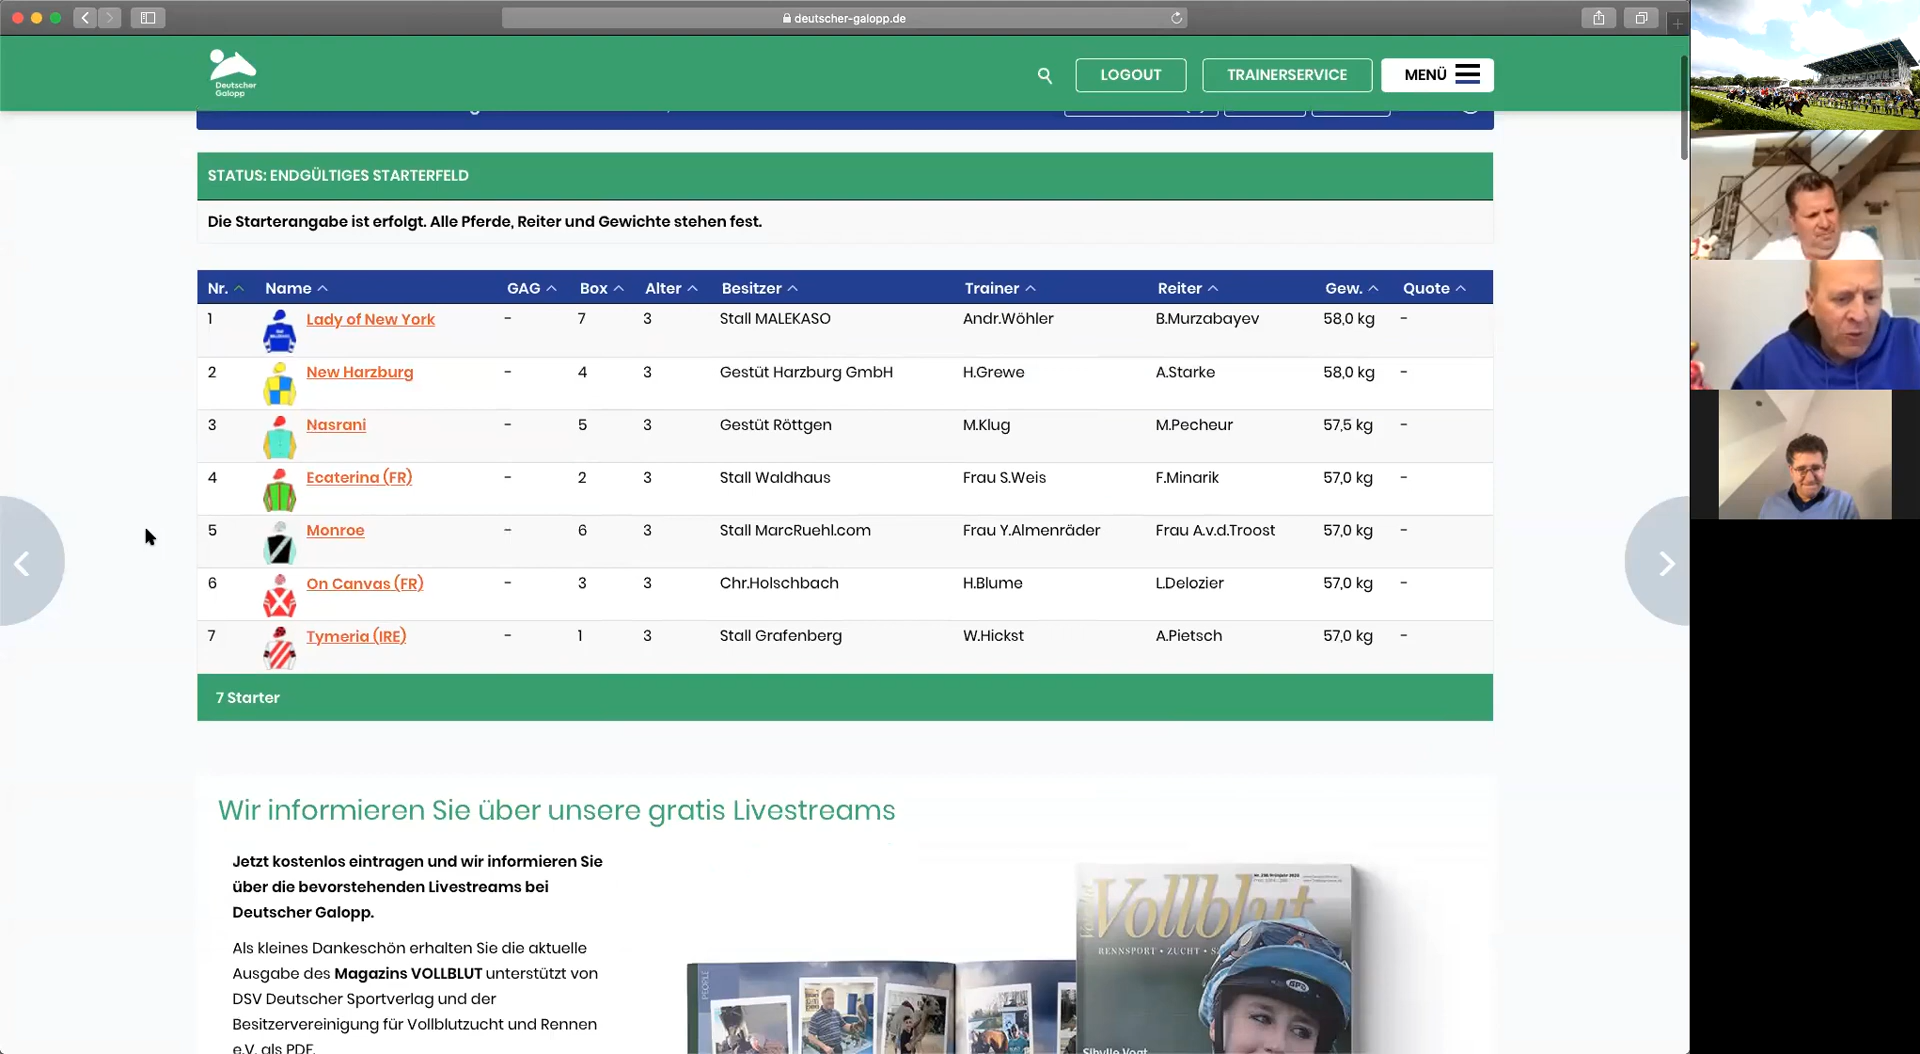 deutscher-galopp.de
Deutscher
Galopp
LOGOUT
TRAINERSERVICE
MENÜ
STATUS: ENDGÜLTIGES STARTERFELD
Die Starterangabe ist erfolgt. Alle Pferde, Reiter und Gewichte stehen fest.
Nr. Name GAG Box Alter Besitzer Trainer Reiter Gew. Quote
1 Lady of New York - 7 3 Stall MALEKASO Andr.Wöhler B.Murzabayev 58,0 kg -
2 New Harzburg - 4 3 Gestüt Harzburg GmbH H.Grewe A.Starke 58,0 kg -
3 Nasrani - 5 3 Gestüt Röttgen M.Klug M.Pecheur 57,5 kg -
4 Ecaterina (FR) - 2 3 Stall Waldhaus Frau S.Weis F.Minarik 57,0 kg -
5 Monroe - 6 3 Stall MarcRuehl.com Frau Y.Almenräder Frau A.v.d.Troost 57,0 kg -
6 On Canvas (FR) - 3 3 Chr.Holschbach H.Blume L.Delozier 57,0 kg -
7 Tymeria (IRE) - 1 3 Stall Grafenberg W.Hickst A.Pietsch 57,0 kg -
7 Starter
Wir informieren Sie über unsere gratis Livestreams
Jetzt kostenlos eintragen und wir informieren Sie
über die bevorstehenden Livestreams bei
Deutscher Galopp.
Als kleines Dankeschön erhalten Sie die aktuelle
Ausgabe des Magazins VOLLBLUT unterstützt von
DSV Deutscher Sportverlag und der
Besitzervereinigung für Vollblutzucht und Rennen
e.V. als PDF.
PEOPLE
Vollblut
RENNSPORT • ZUCHT •
Sibylle Vogt